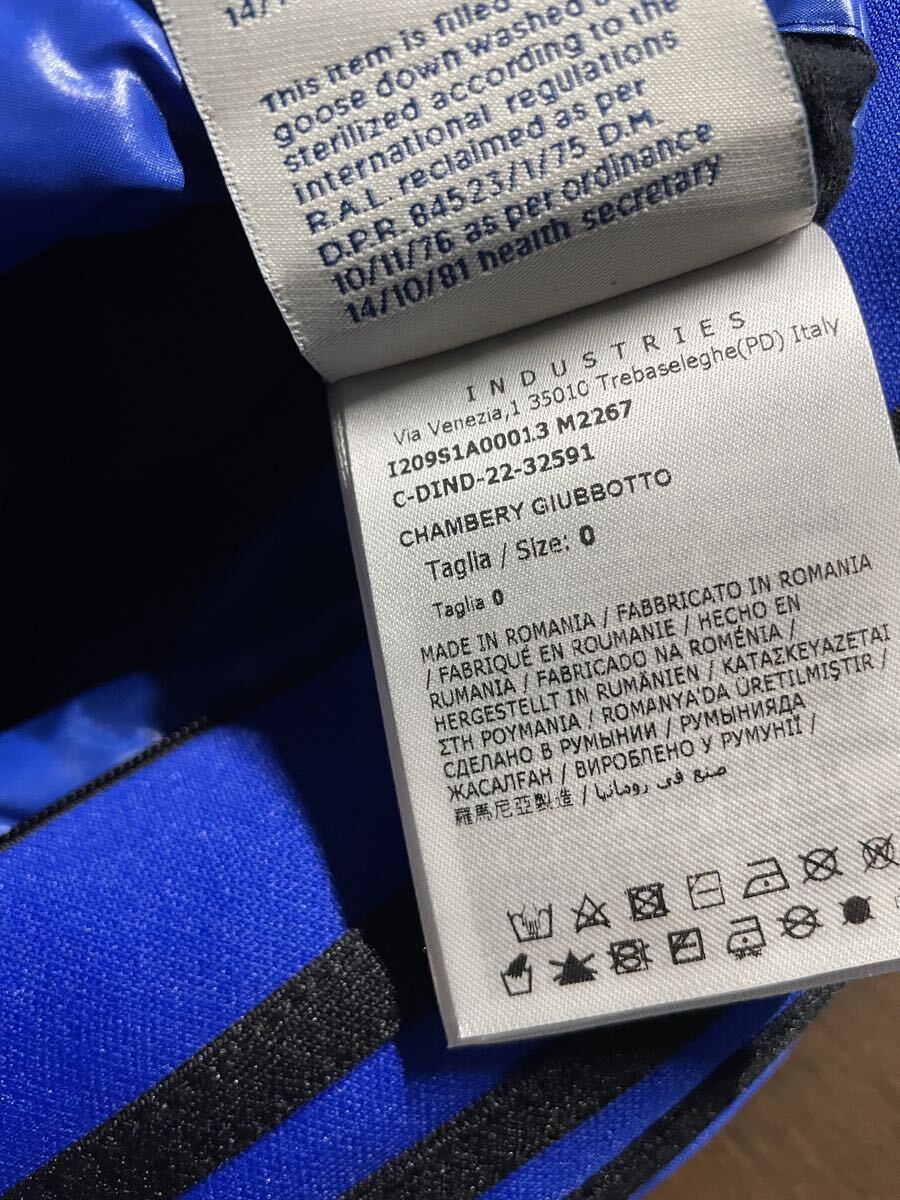 14/
This item is filled
goose down washed
sterilized according to the
international regulations
R.A.L. reclaimed as per
D.P.R. 84523/1/75 D.M.
10/11/76 as per ordinance
14/10/81 health secretary
INDUSTRIES
Via Venezia,1 35010 Trebaseleghe(PD) Italy
I209S1A00013 M2267
C-DIND-22-32591
CHAMBERY GIUBBOTTO
Taglia / Size: 0
Taglia 0
MADE IN ROMANIA / FABBRICATO IN ROMANIA
/ FABRIQUÉ EN ROUMANIE / HECHO EN
RUMANIA / FABRICADO NA ROMÉNIA /
HERGESTELLT IN RUMÄNIEN / ΚΑΤΑΣΚΕΥΑΖΕΤΑΙ
ΣΤΗ ΡΟΥΜΑΝΙΑ / ROMANYA'DA ÜRETİLMİŞTİR /
СДЕЛАНО В РУМЫНИИ / РУМЫНИЯДА
ЖАСАЛҒАН / ВИРОБЛЕНО У РУМУНІЇ /
羅馬尼亞製造 / صنع في رومانيا